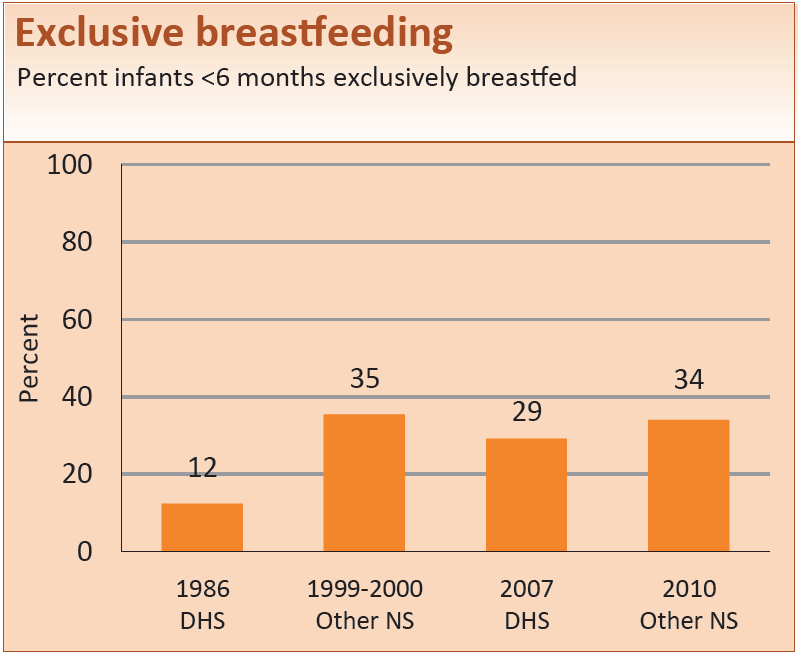 Exclusive breastfeeding
Percent infants <6 months exclusively breastfed
100
80
60
40
20
0
Percent
12
35
29
34
1986
DHS
1999-2000
Other NS
2007
DHS
2010
Other NS